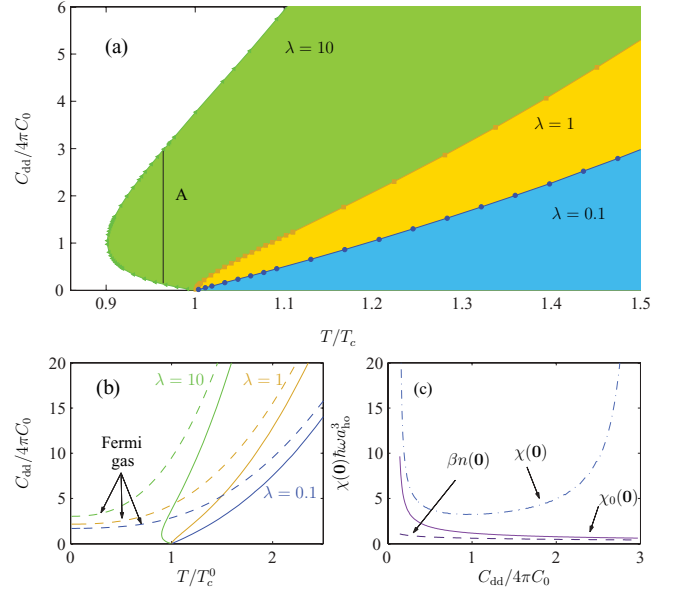 6
5
4
3
2
1
0
C_dd/4πC_0
(a)
λ = 10
A
λ = 1
λ = 0.1
0.9
1
1.1
1.2
1.3
1.4
1.5
T/T_c
20
15
10
5
0
C_dd/4πC_0
(b)
λ = 10
λ = 1
Fermi
gas
λ = 0.1
0
1
2
T/T_c^0
20
15
10
5
0
χ(0)ℏωa_ho^3
(c)
βn(0)
χ(0)
χ_0(0)
0
1
2
3
C_dd/4πC_0